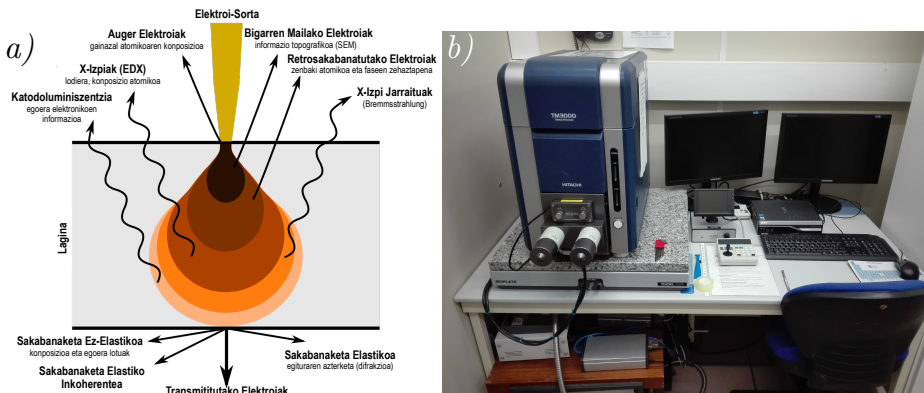 a)
Elektroi-Sorta
Auger Elektroiak
gainazal atomikoaren konposizioa
Bigarren Mailako Elektroiak
informazio topografikoa (SEM)
X-Izpiak (EDX)
lodiera, konposizio atomikoa
Retrosakabanatutako Elektroiak
zenbaki atomikoa eta faseen zehaztapena
Katodoluminiszentzia
egoera elektronikoen
informazioa
X-Izpi Jarraituak
(Bremsstrahlung)
Lagina
Sakabanaketa Ez-Elastikoa
konposizioa eta egoera lotuak
Sakabanaketa Elastikoa
egituraren azterketa (difrakzioa)
Sakabanaketa Elastiko
Inkoherentea
Transmititutako Elektroiak
b)
TM3000
HITACHI